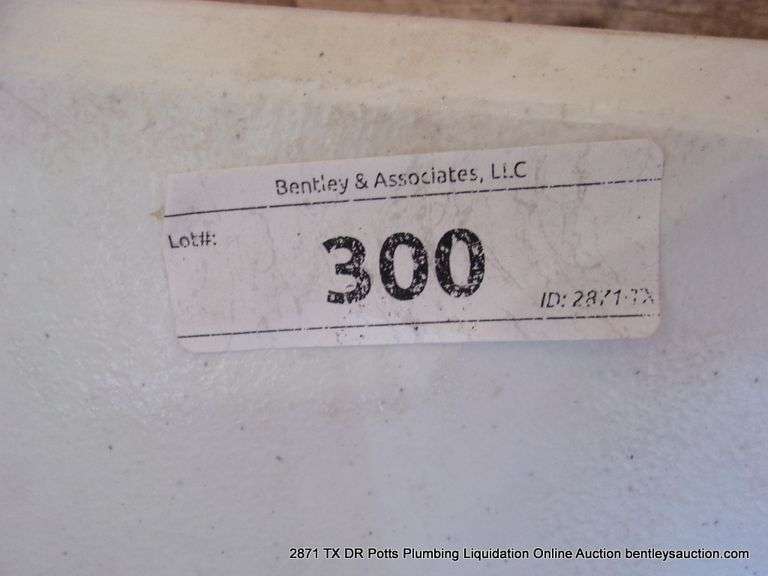 Bentley & Associates, LLC
Lot#:
300
ID: 2871-TX
2871 TX DR Potts Plumbing Liquidation Online Auction bentleysauction.com